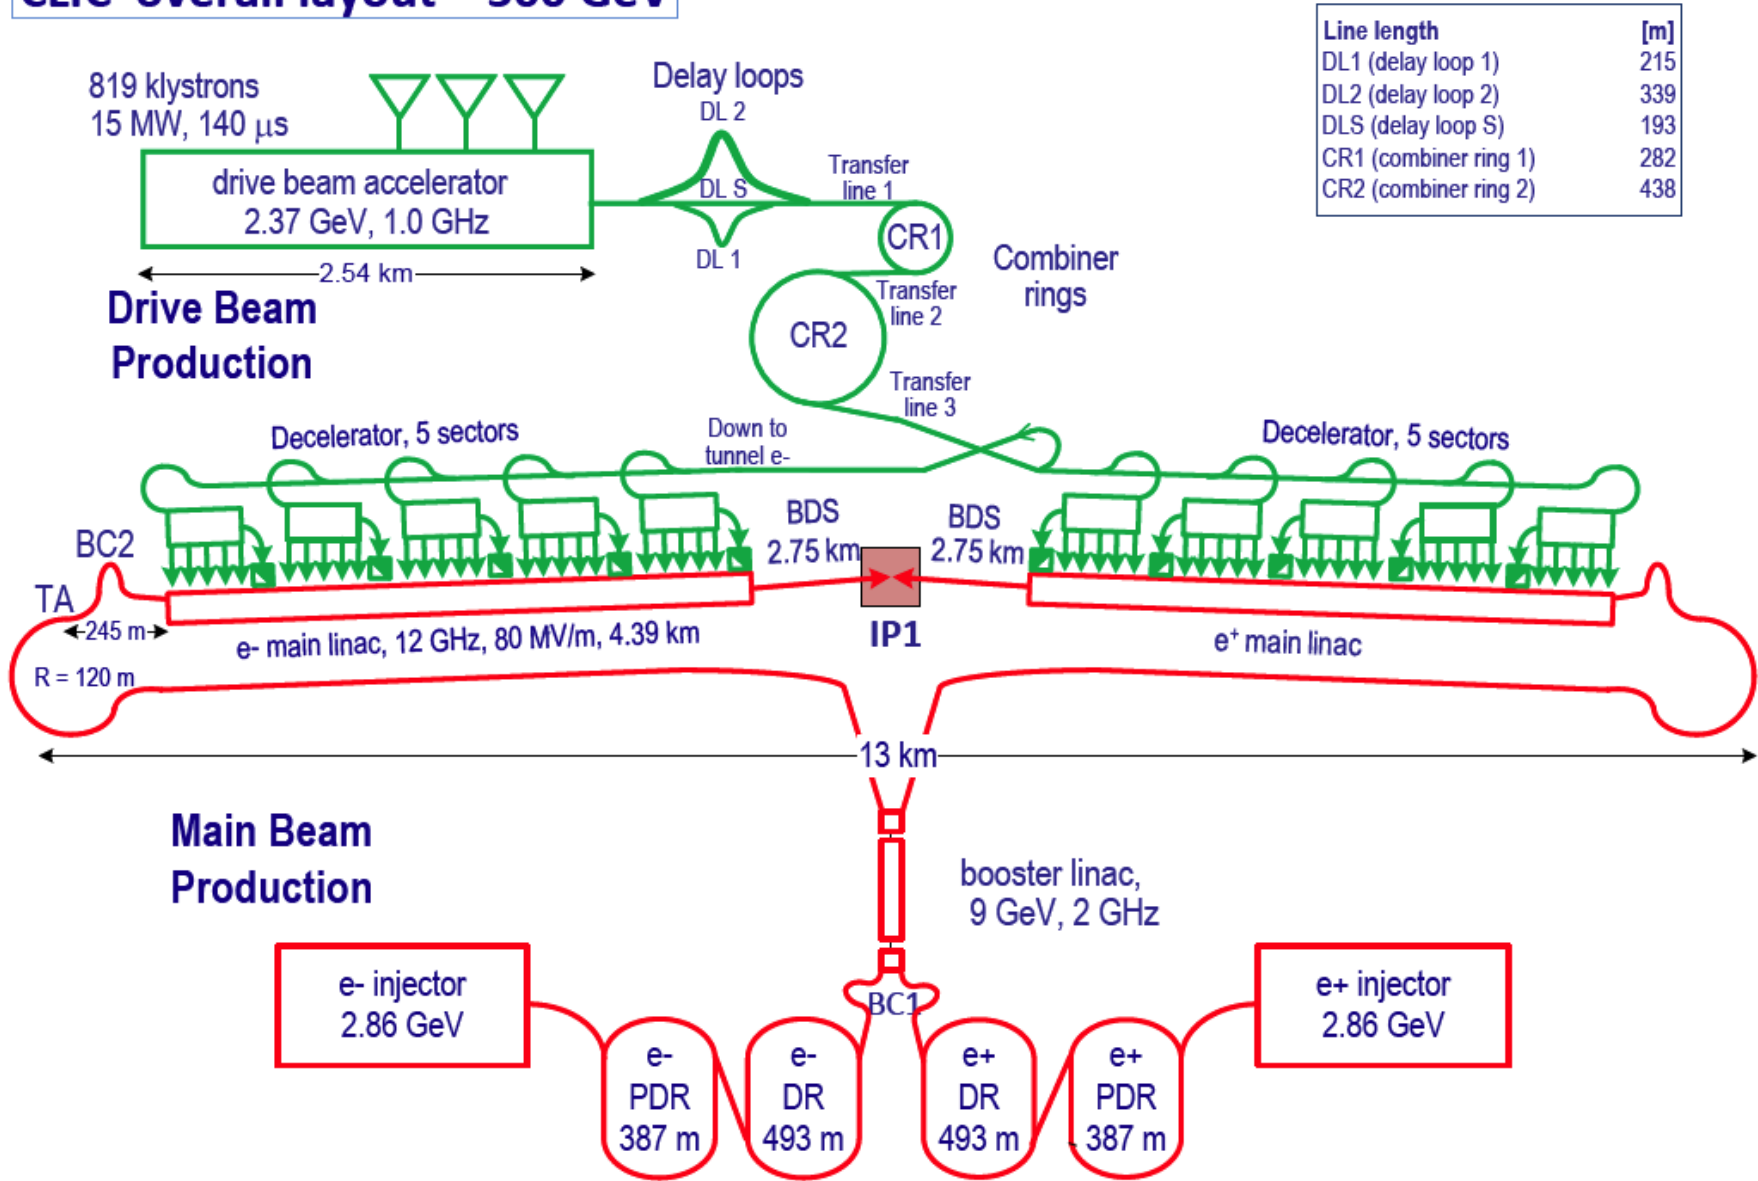 CLIC overall layout – 500 GeV
Line length [m]
DL1 (delay loop 1) 215
DL2 (delay loop 2) 339
DLS (delay loop S) 193
CR1 (combiner ring 1) 282
CR2 (combiner ring 2) 438
819 klystrons
15 MW, 140 μs
Delay loops
DL 2
DL S
DL 1
drive beam accelerator
2.37 GeV, 1.0 GHz
2.54 km
Transfer
line 1
CR1
Combiner
rings
Transfer
line 2
CR2
Drive Beam
Production
Transfer
line 3
Decelerator, 5 sectors
Down to
tunnel e-
Decelerator, 5 sectors
BC2
BDS
2.75 km
BDS
2.75 km
TA
245 m
IP1
e- main linac, 12 GHz, 80 MV/m, 4.39 km
e⁺ main linac
R = 120 m
13 km
Main Beam
Production
booster linac,
9 GeV, 2 GHz
e- injector
2.86 GeV
BC1
e+ injector
2.86 GeV
e-
PDR
387 m
e-
DR
493 m
e+
DR
493 m
e+
PDR
387 m